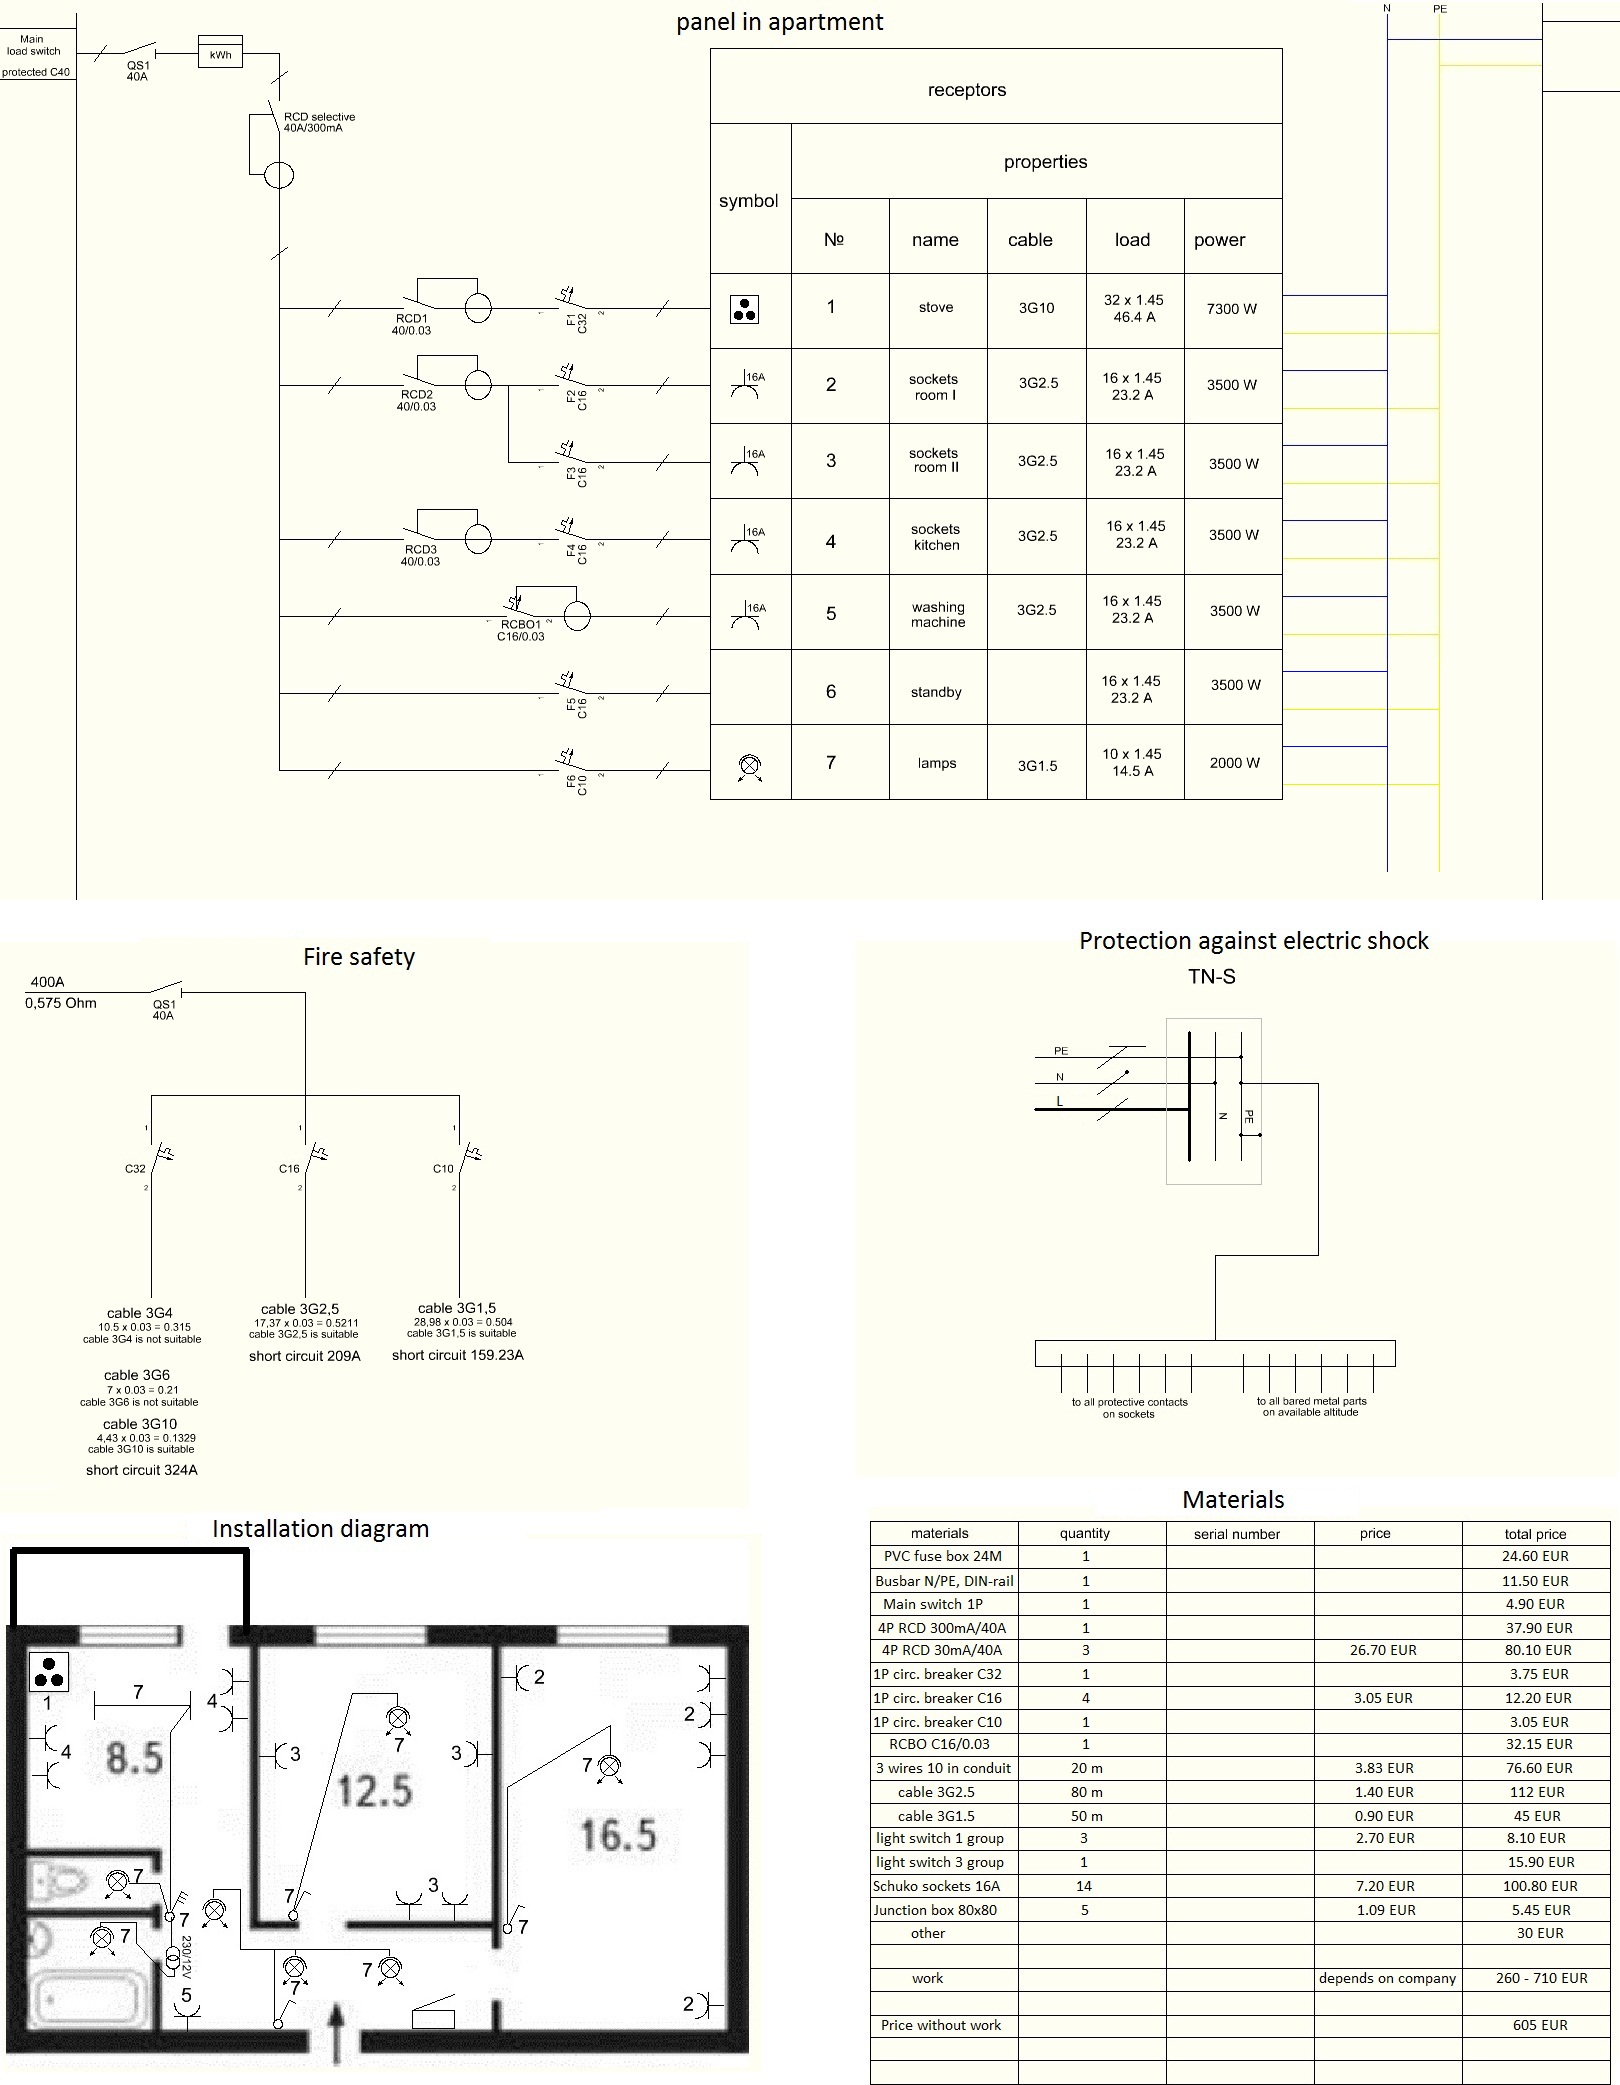 panel in apartment
N
PE
Main
load switch
protected C40
QS1
40A
kWh
RCD selective
40A/300mA
receptors
symbol
properties
№ name cable load power
RCD1
40/0.03
1 F1 C32 2
1 stove 3G10 32 x 1.45 46.4 A 7300 W
RCD2
40/0.03
1 F2 C16 2
16A
2 sockets room I 3G2.5 16 x 1.45 23.2 A 3500 W
1 F3 C16 2
16A
3 sockets room II 3G2.5 16 x 1.45 23.2 A 3500 W
RCD3
40/0.03
1 F4 C16 2
16A
4 sockets kitchen 3G2.5 16 x 1.45 23.2 A 3500 W
1 RCBO1 2
C16/0.03
16A
5 washing machine 3G2.5 16 x 1.45 23.2 A 3500 W
1 F5 C16 2
6 standby 16 x 1.45 23.2 A 3500 W
1 F6 C10 2
7 lamps 3G1.5 10 x 1.45 14.5 A 2000 W
Fire safety
400A
0,575 Ohm
QS1
40A
1 1 1
C32 C16 C10
2 2 2
cable 3G4
10.5 x 0.03 = 0.315
cable 3G4 is not suitable
cable 3G6
7 x 0.03 = 0.21
cable 3G6 is not suitable
cable 3G10
4,43 x 0.03 = 0.1329
cable 3G10 is suitable
short circuit 324A
cable 3G2,5
17,37 x 0.03 = 0.5211
cable 3G2,5 is suitable
short circuit 209A
cable 3G1,5
28,98 x 0.03 = 0.504
cable 3G1,5 is suitable
short circuit 159.23A
Protection against electric shock
TN-S
PE
N
L
N
PE
to all protective contacts
on sockets
to all bared metal parts
on available altitude
Installation diagram
1
7
4
4
8.5
3
7
3
12.5
2
2
7
16.5
7
7
7
3
7
7
230/12V
7
7
5
2
Materials
materials quantity serial number price total price
PVC fuse box 24M 1 24.60 EUR
Busbar N/PE, DIN-rail 1 11.50 EUR
Main switch 1P 1 4.90 EUR
4P RCD 300mA/40A 1 37.90 EUR
4P RCD 30mA/40A 3 26.70 EUR 80.10 EUR
1P circ. breaker C32 1 3.75 EUR
1P circ. breaker C16 4 3.05 EUR 12.20 EUR
1P circ. breaker C10 1 3.05 EUR
RCBO C16/0.03 1 32.15 EUR
3 wires 10 in conduit 20 m 3.83 EUR 76.60 EUR
cable 3G2.5 80 m 1.40 EUR 112 EUR
cable 3G1.5 50 m 0.90 EUR 45 EUR
light switch 1 group 3 2.70 EUR 8.10 EUR
light switch 3 group 1 15.90 EUR
Schuko sockets 16A 14 7.20 EUR 100.80 EUR
Junction box 80x80 5 1.09 EUR 5.45 EUR
other 30 EUR
work depends on company 260 - 710 EUR
Price without work 605 EUR